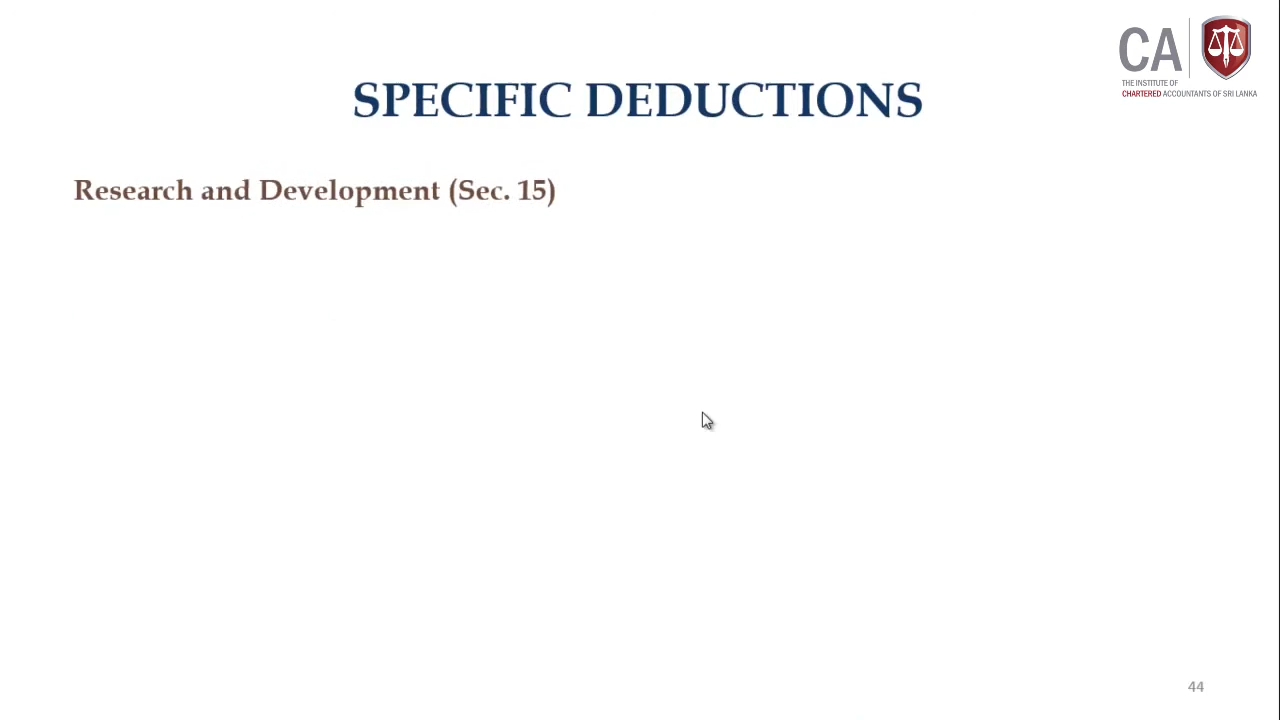 CA
THE INSTITUTE OF
CHARTERED ACCOUNTANTS OF SRI LANKA
SPECIFIC DEDUCTIONS
Research and Development (Sec. 15)
44